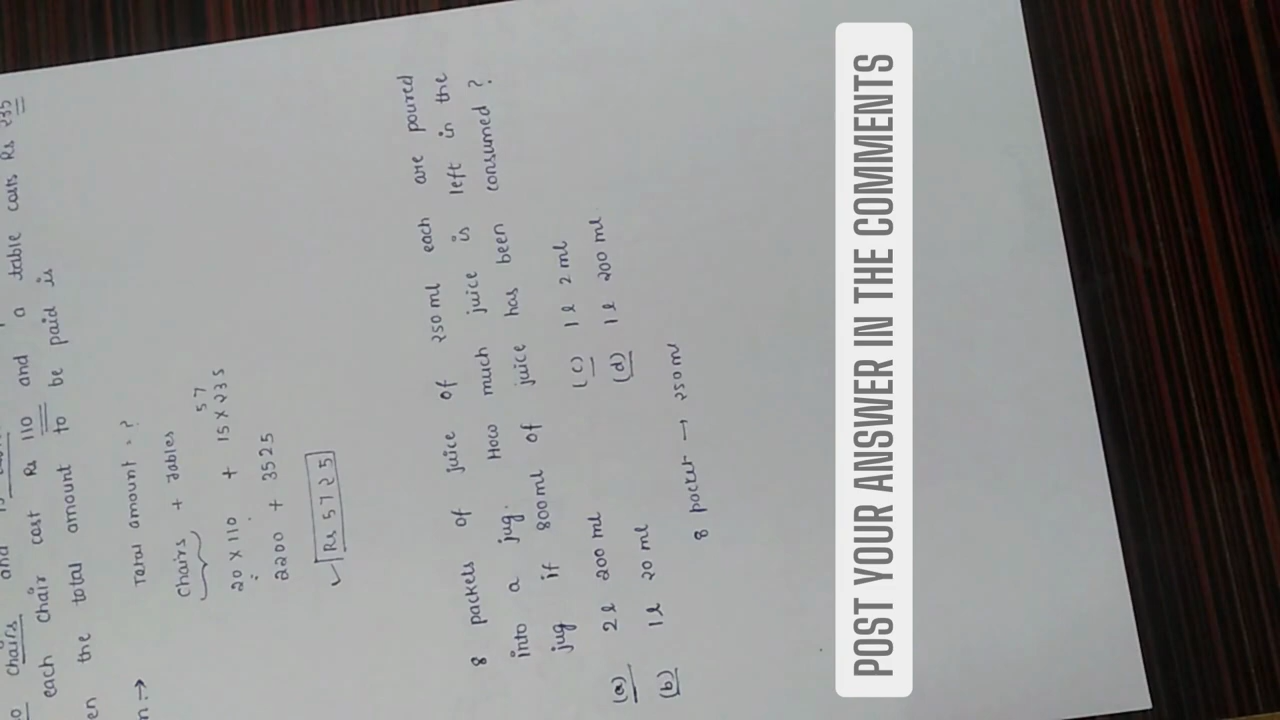 chairs and
each chair cost Rs 110 and a table costs Rs 235
en the total amount to be paid is
n :→ Total amount = ?
Chairs + Tables
20 X 110 + 15 X 235
57
2200 + 3525
Rs 5725
8 packets of juice of 250 ml each are poured
into a jug. How much juice is left in the
jug if 800 ml of juice has been consumed ?
(a) 2 l 200 ml (c) 1 l 2 ml
(b) 1 l 20 ml (d) 1 l 200 ml.
8 packet → 250 ml
POST YOUR ANSWER IN THE COMMENTS